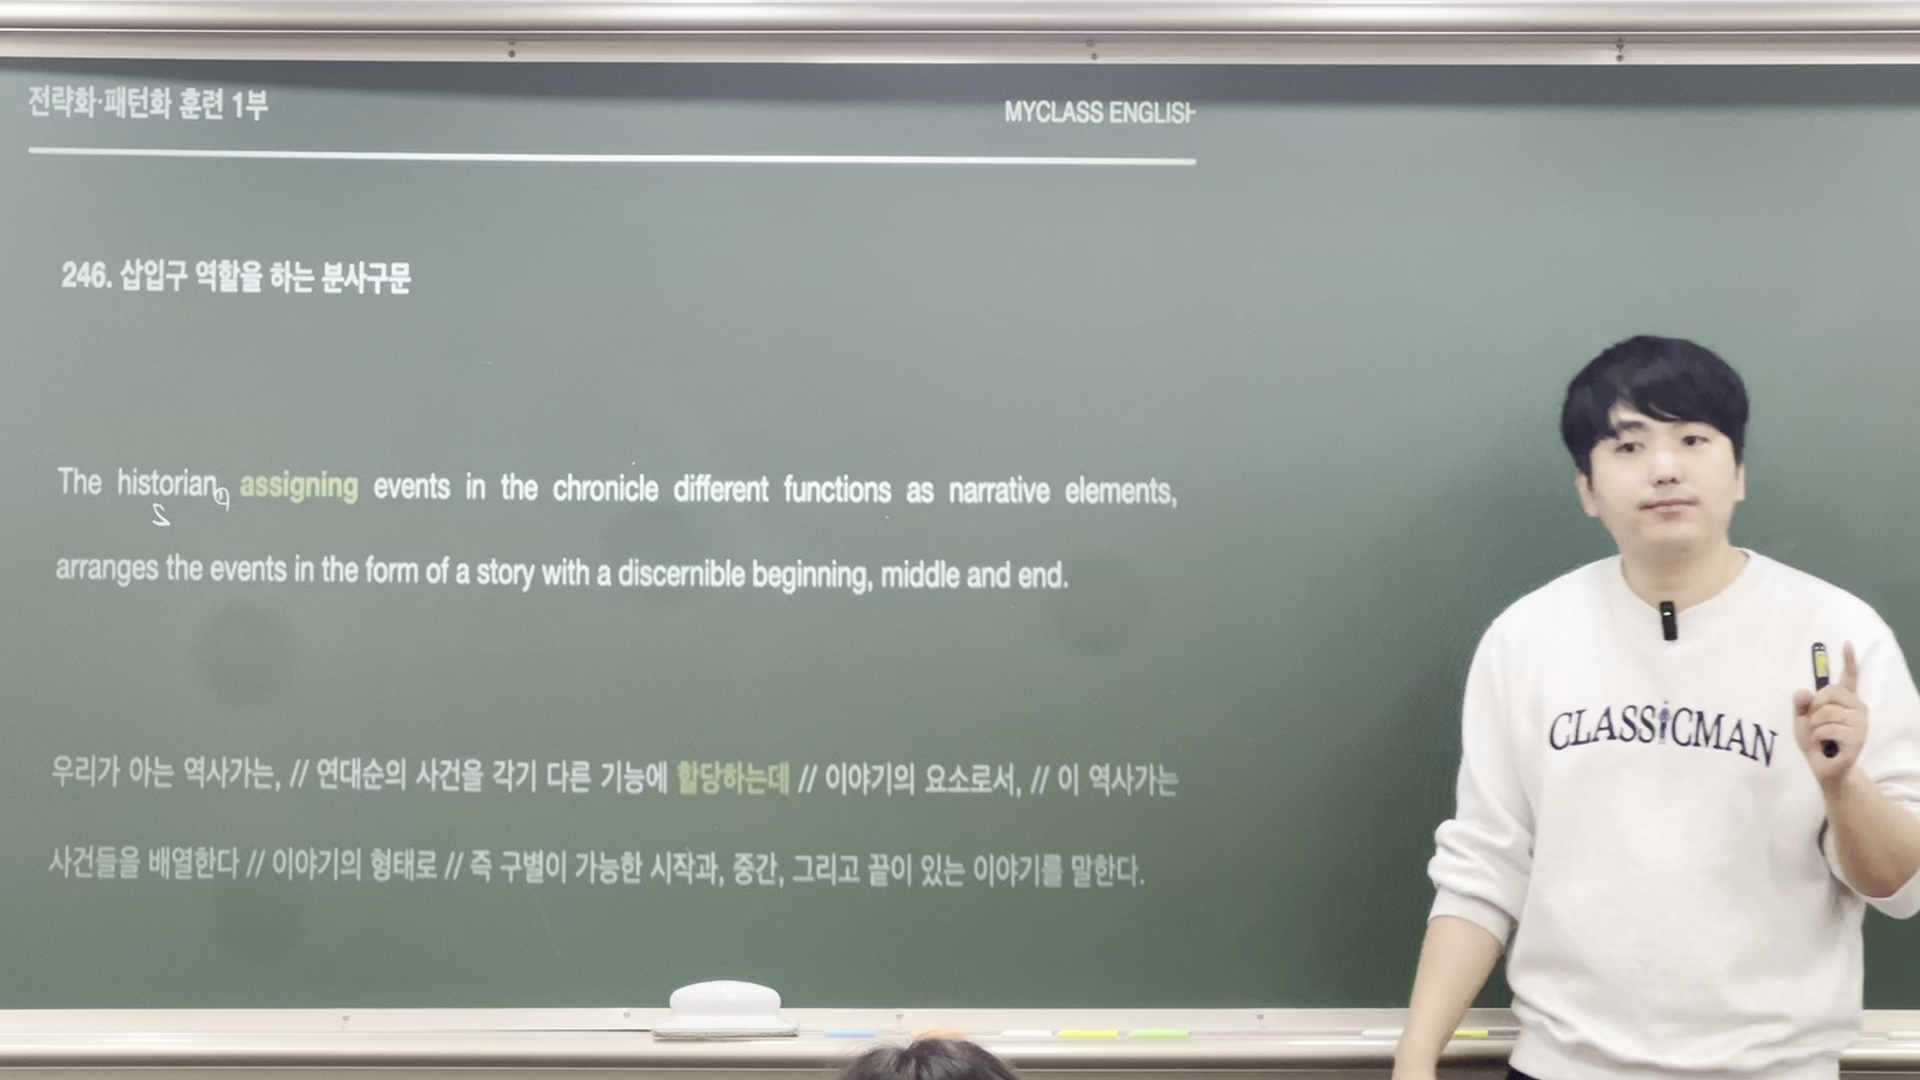 전략화·패턴화 훈련 1부
MYCLASS ENGLISH
246. 삽입구 역할을 하는 분사구문
The historian, assigning events in the chronicle different functions as narrative elements,
S
arranges the events in the form of a story with a discernible beginning, middle and end.
우리가 아는 역사가는, // 연대순의 사건을 각기 다른 기능에 할당하는데 // 이야기의 요소로서, // 이 역사가는
사건들을 배열한다 // 이야기의 형태로 // 즉 구별이 가능한 시작과, 중간, 그리고 끝이 있는 이야기를 말한다.
CLASSICMAN